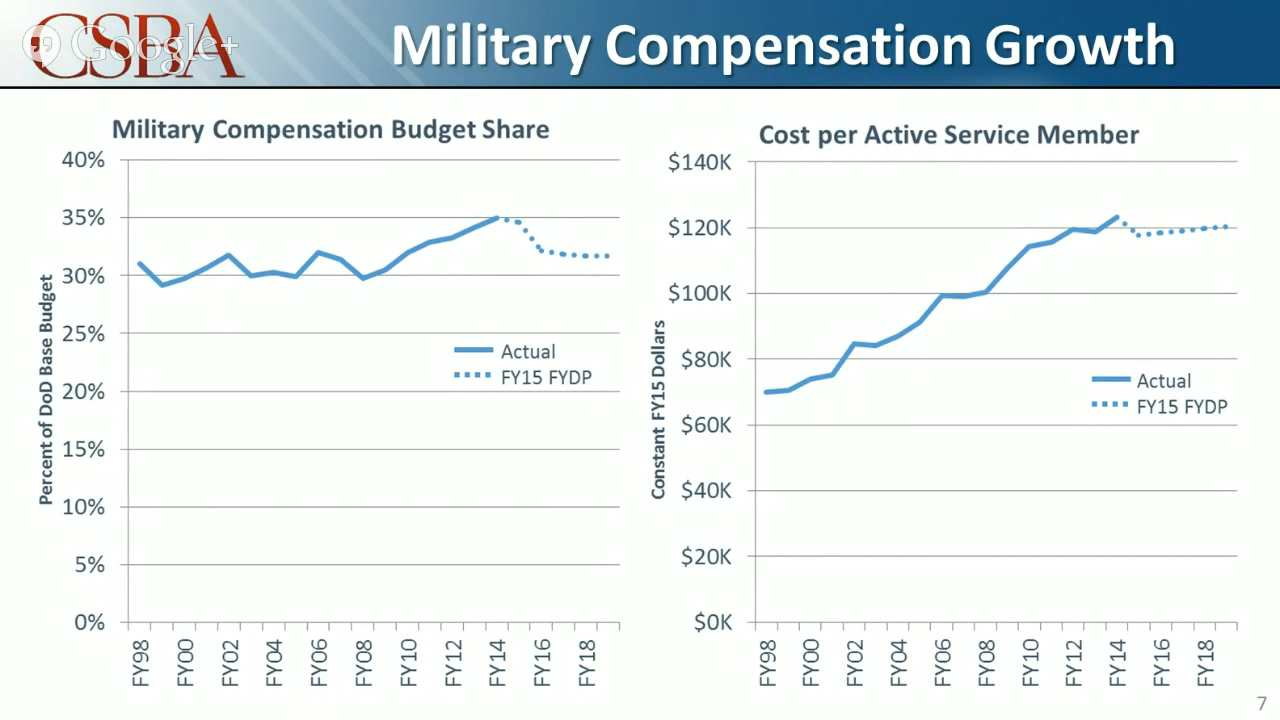 CSBA
Google+
Military Compensation Growth
Military Compensation Budget Share
40%
35%
30%
25%
20%
15%
10%
5%
0%
Percent of DoD Base Budget
Actual
FY15 FYDP
FY98
FY00
FY02
FY04
FY06
FY08
FY10
FY12
FY14
FY16
FY18
Cost per Active Service Member
$140K
$120K
$100K
$80K
$60K
$40K
$20K
$0K
Constant FY15 Dollars
Actual
FY15 FYDP
FY98
FY00
FY02
FY04
FY06
FY08
FY10
FY12
FY14
FY16
FY18
7